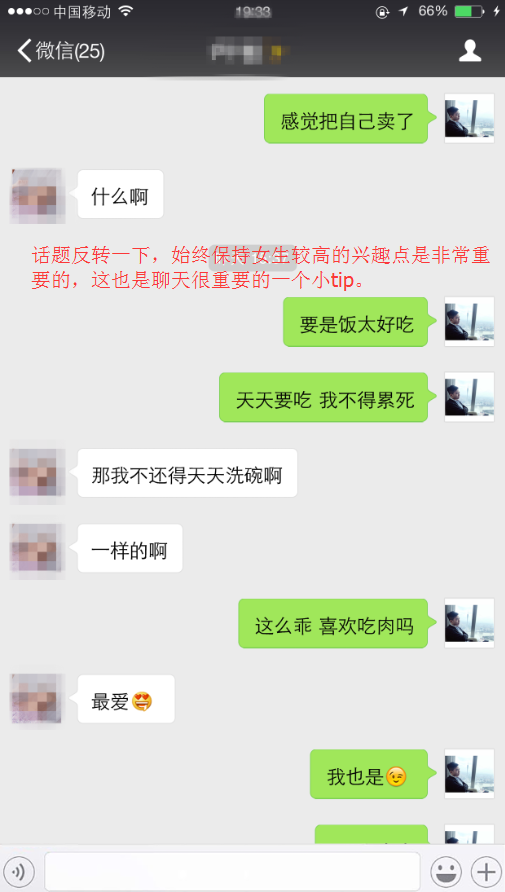 中国移动
19:33
66%
微信(25)
感觉把自己卖了
什么啊
话题反转一下，始终保持女生较高的兴趣点是非常重
要的，这也是聊天很重要的一个小tip。
要是饭太好吃
天天要吃 我不得累死
那我不还得天天洗碗啊
一样的啊
这么乖 喜欢吃肉吗
最爱😍
我也是😉